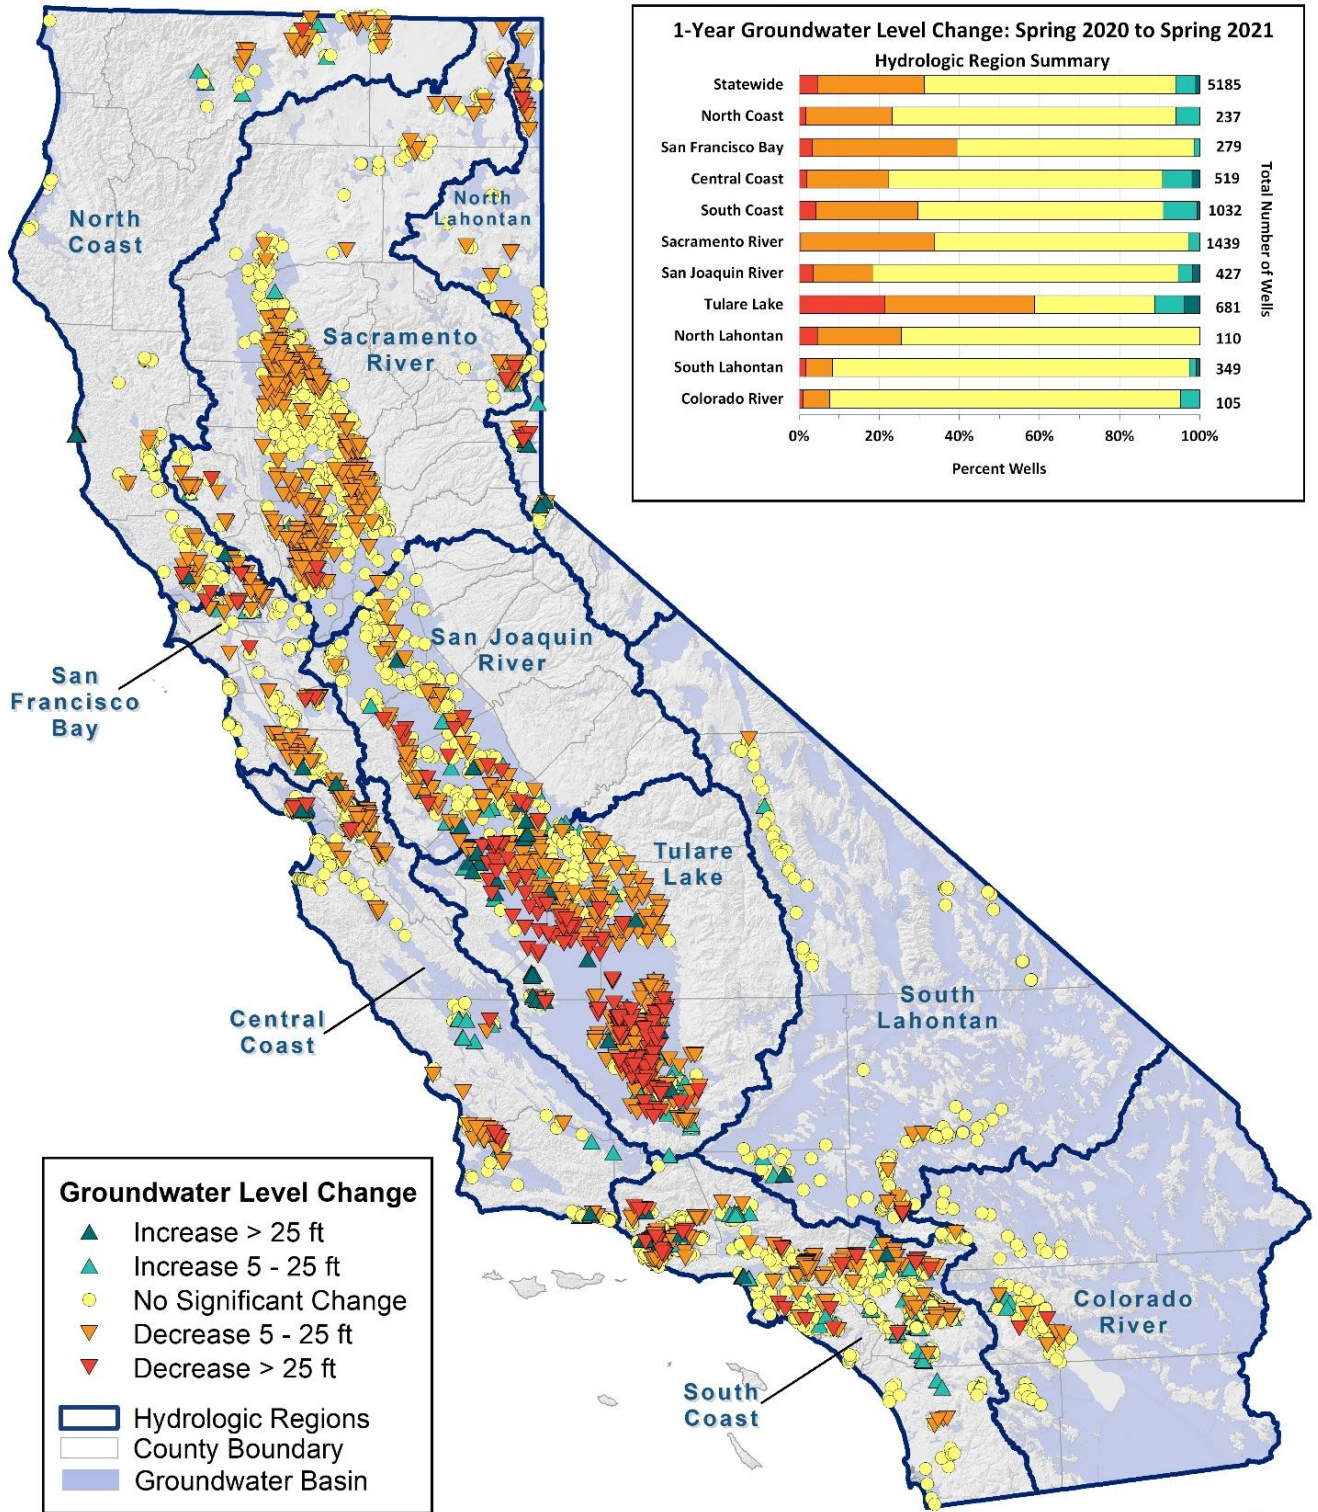 1-Year Groundwater Level Change: Spring 2020 to Spring 2021
Hydrologic Region Summary
Statewide 5185
North Coast 237
San Francisco Bay 279
Central Coast 519
South Coast 1032
Sacramento River 1439
San Joaquin River 427
Tulare Lake 681
North Lahontan 110
South Lahontan 349
Colorado River 105
0% 20% 40% 60% 80% 100%
Percent Wells
Total Number of Wells
North
Coast
North
Lahontan
Sacramento
River
San Joaquin
River
San
Francisco
Bay
Tulare
Lake
Central
Coast
South
Lahontan
Colorado
River
South
Coast
Groundwater Level Change
Increase > 25 ft
Increase 5 - 25 ft
No Significant Change
Decrease 5 - 25 ft
Decrease > 25 ft
Hydrologic Regions
County Boundary
Groundwater Basin